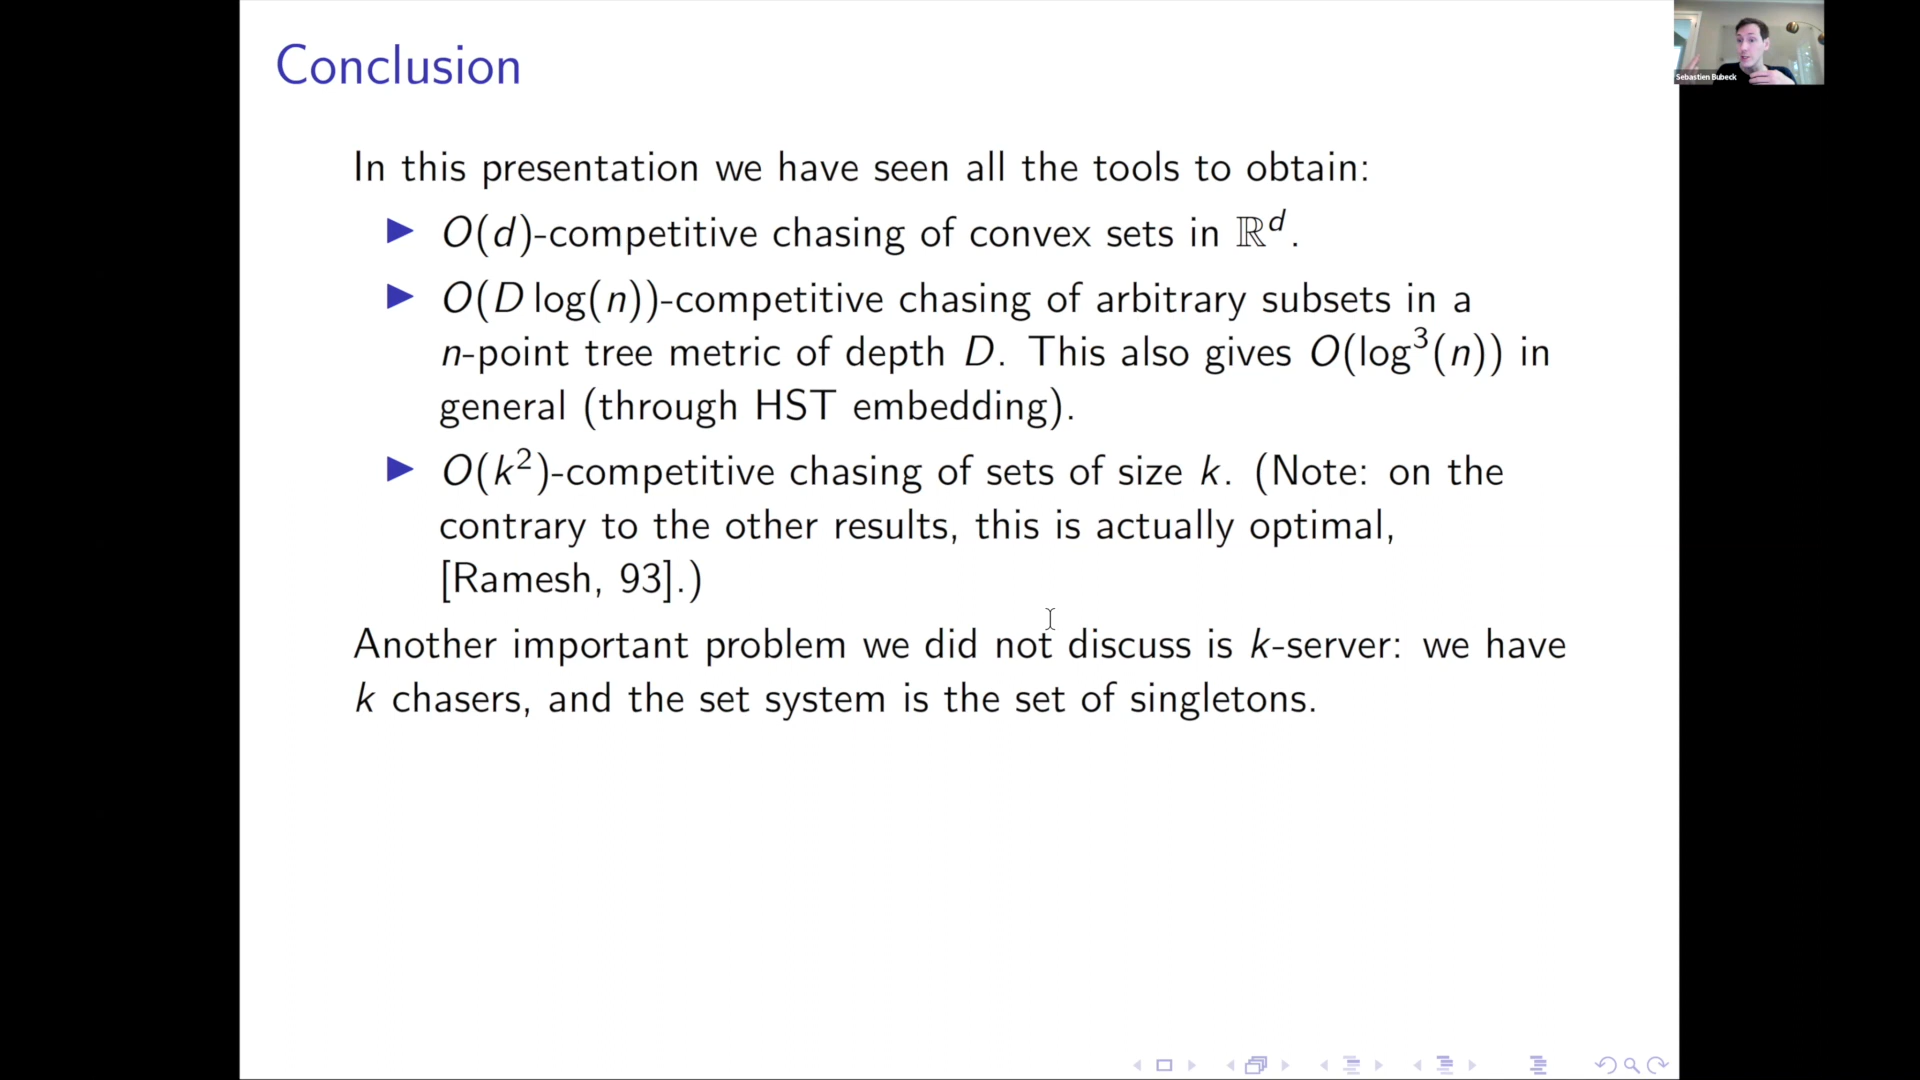 Conclusion
Sebastien Bubeck
In this presentation we have seen all the tools to obtain:
▶ O(d)-competitive chasing of convex sets in ℝᵈ.
▶ O(D log(n))-competitive chasing of arbitrary subsets in a
n-point tree metric of depth D. This also gives O(log³(n)) in
general (through HST embedding).
▶ O(k²)-competitive chasing of sets of size k. (Note: on the
contrary to the other results, this is actually optimal,
[Ramesh, 93].)
Another important problem we did not discuss is k-server: we have
k chasers, and the set system is the set of singletons.